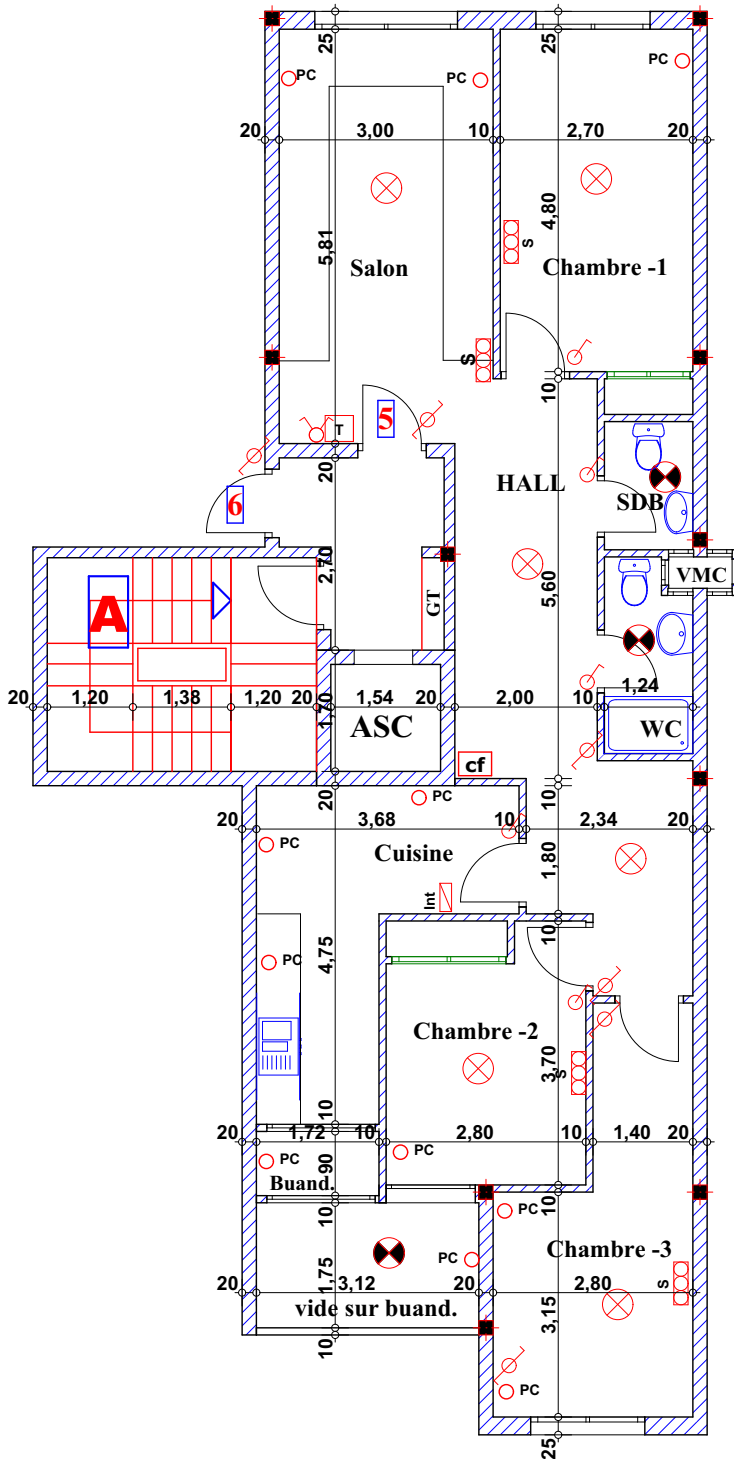 25
25
PC
PC
PC
20
3,00
10
2,70
20
5,81
4,80
S
Salon
Chambre -1
S
10
T
5
20
HALL
6
SDB
2,70
5,60
VMC
GT
A
20
1,20
1,38
1,20
20
1,70
1,54
20
2,00
10
1,24
ASC
WC
cf
20
PC
10
20
3,68
10
2,34
20
PC
Cuisine
1,80
Int
10
4,75
PC
Chambre -2
3,70
S
10
20
1,72
10
2,80
10
1,40
20
PC
PC
90
Buand.
10
10
PC
Chambre -3
PC
1,75
20
3,12
20
2,80
S
vide sur buand.
3,15
10
PC
25